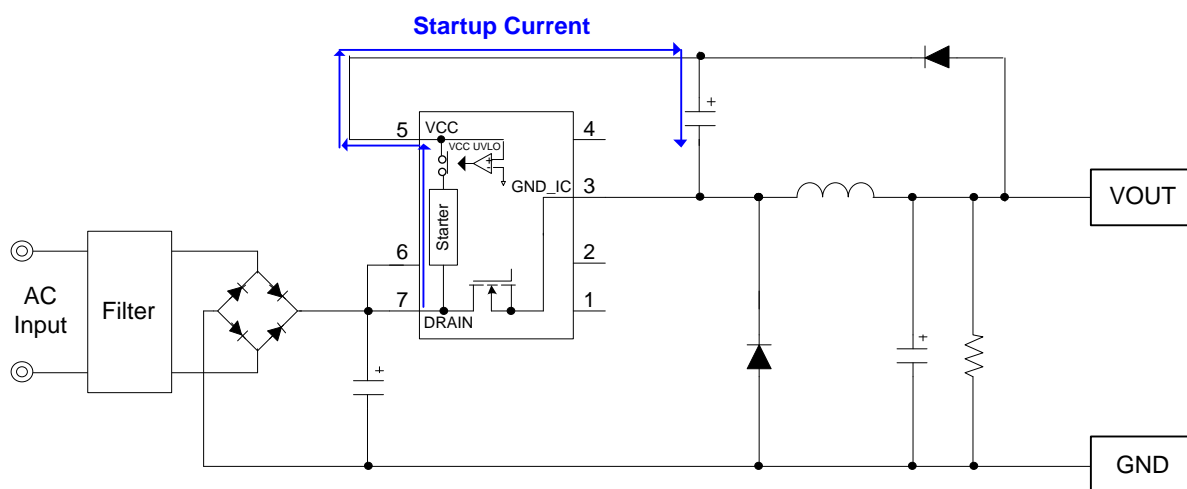 Startup Current
+
5
VCC
4
VCC UVLO
+
GND_IC
3
VOUT
Starter
6
2
AC
Input
Filter
7
DRAIN
1
+
+
GND